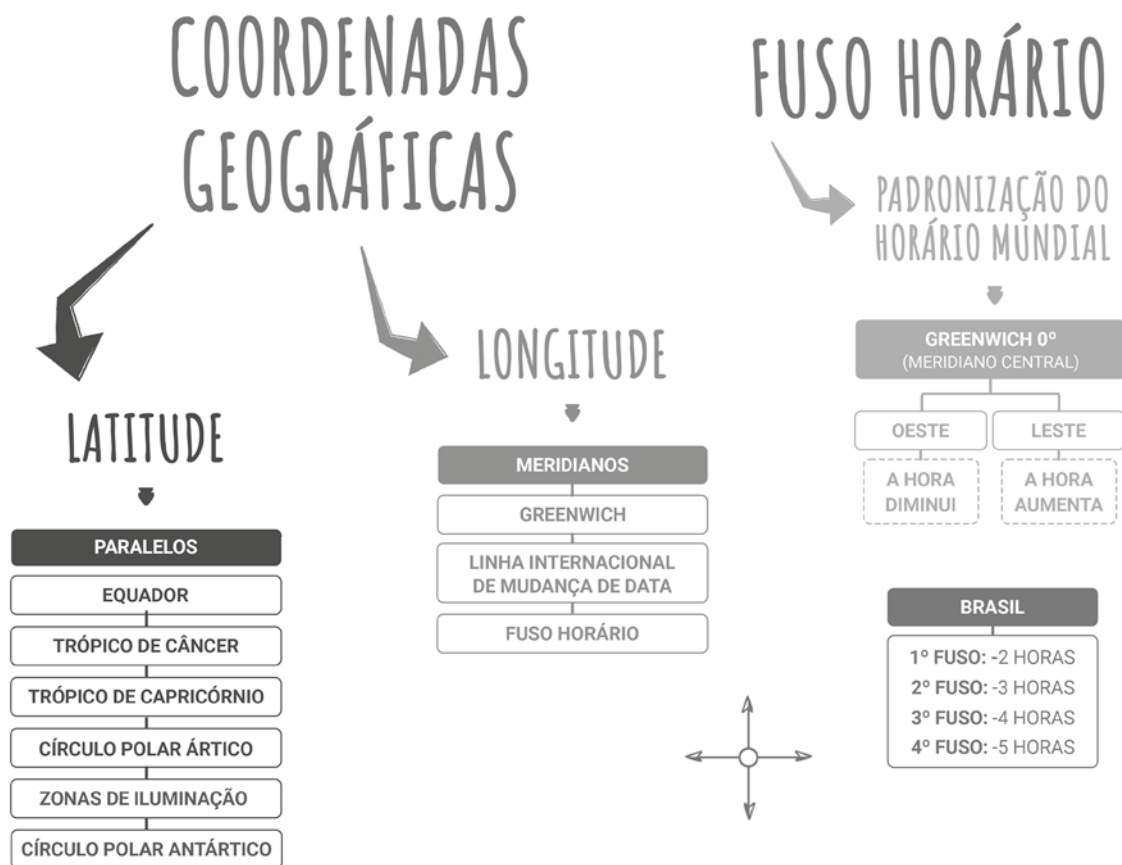 COORDENADAS
GEOGRÁFICAS
LATITUDE
PARALELOS
EQUADOR
TRÓPICO DE CÂNCER
TRÓPICO DE CAPRICÓRNIO
CÍRCULO POLAR ÁRTICO
ZONAS DE ILUMINAÇÃO
CÍRCULO POLAR ANTÁRTICO
LONGITUDE
MERIDIANOS
GREENWICH
LINHA INTERNACIONAL
DE MUDANÇA DE DATA
FUSO HORÁRIO
FUSO HORÁRIO
PADRONIZAÇÃO DO
HORÁRIO MUNDIAL
GREENWICH 0º
(MERIDIANO CENTRAL)
OESTE
A HORA
DIMINUI
LESTE
A HORA
AUMENTA
BRASIL
1º FUSO: -2 HORAS
2º FUSO: -3 HORAS
3º FUSO: -4 HORAS
4º FUSO: -5 HORAS